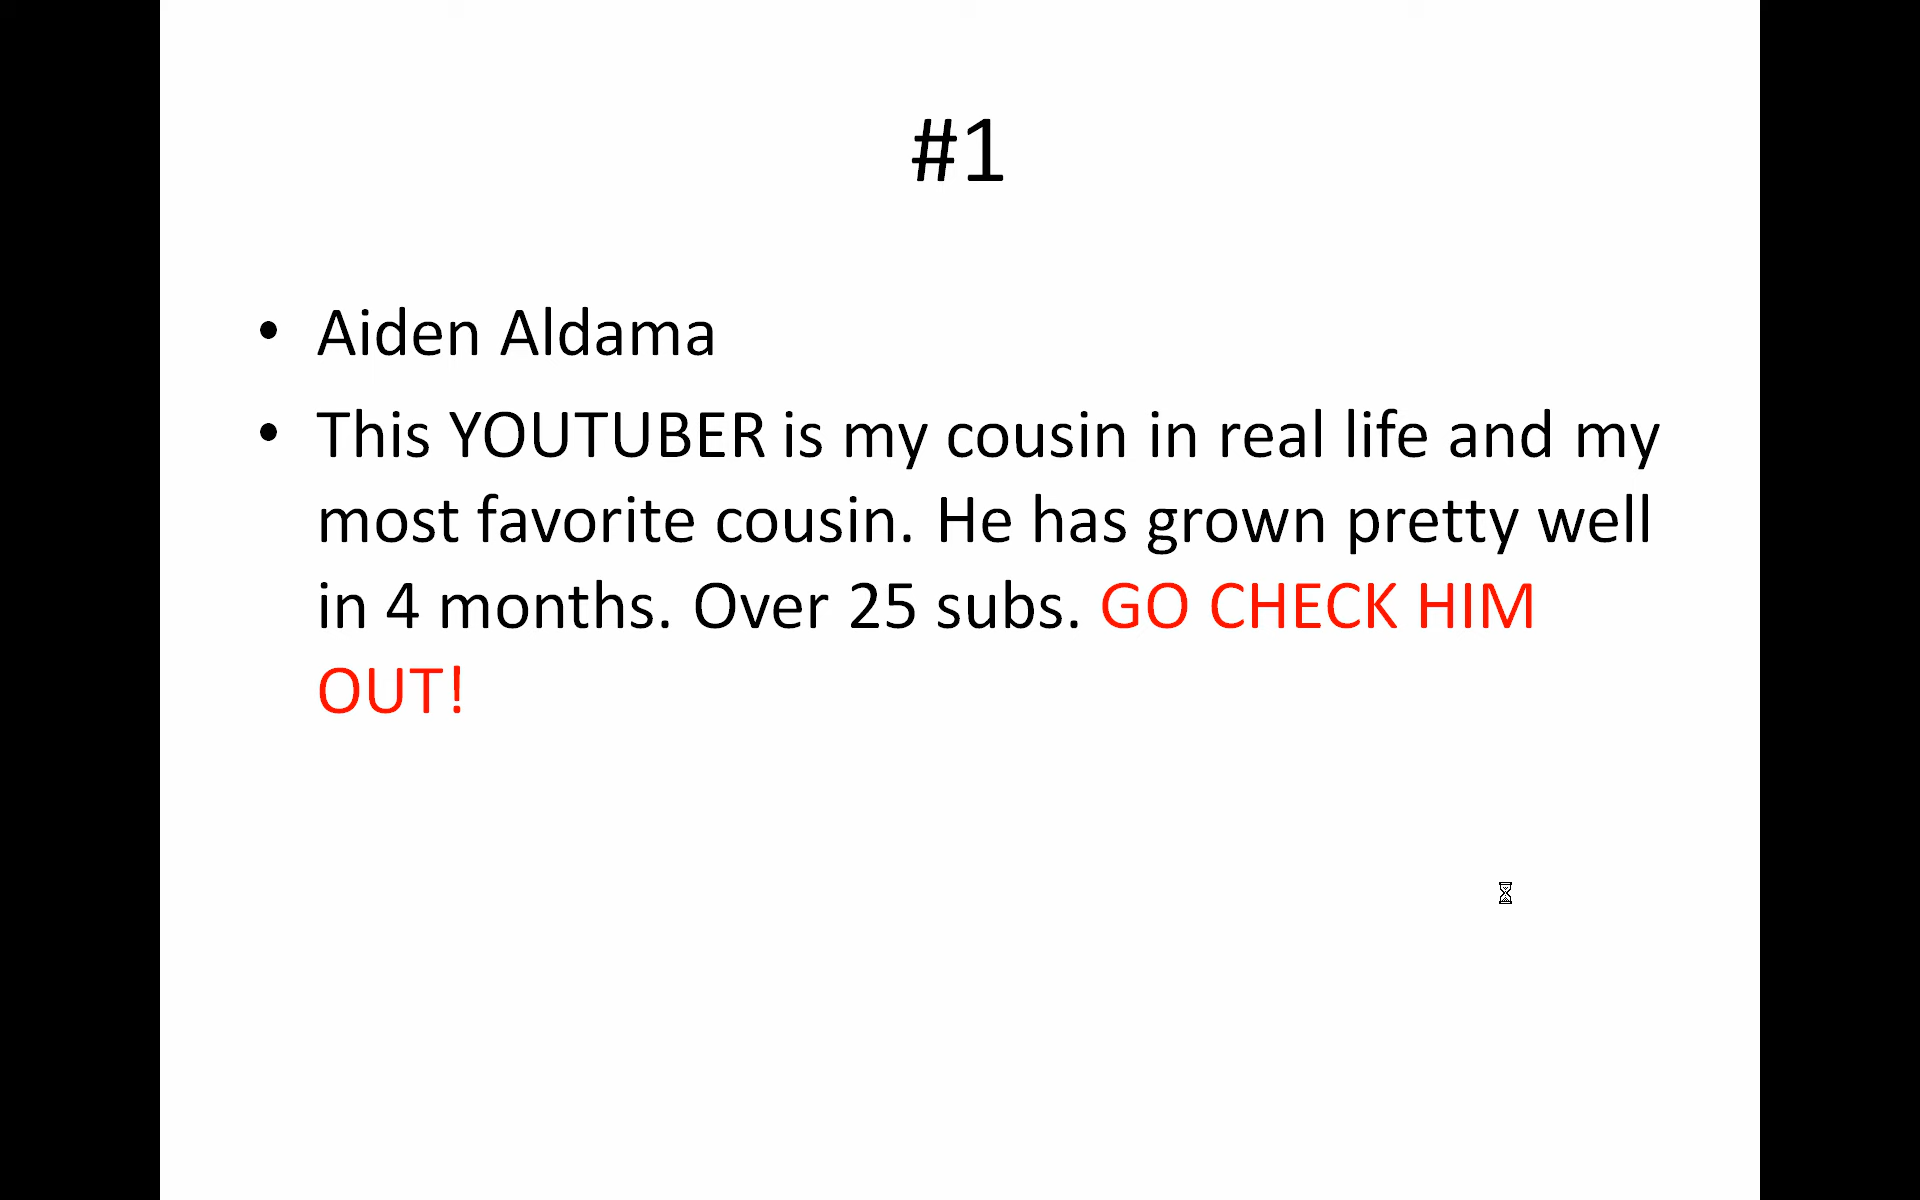 #1
• Aiden Aldama
• This YOUTUBER is my cousin in real life and my
most favorite cousin. He has grown pretty well
in 4 months. Over 25 subs. GO CHECK HIM
OUT!